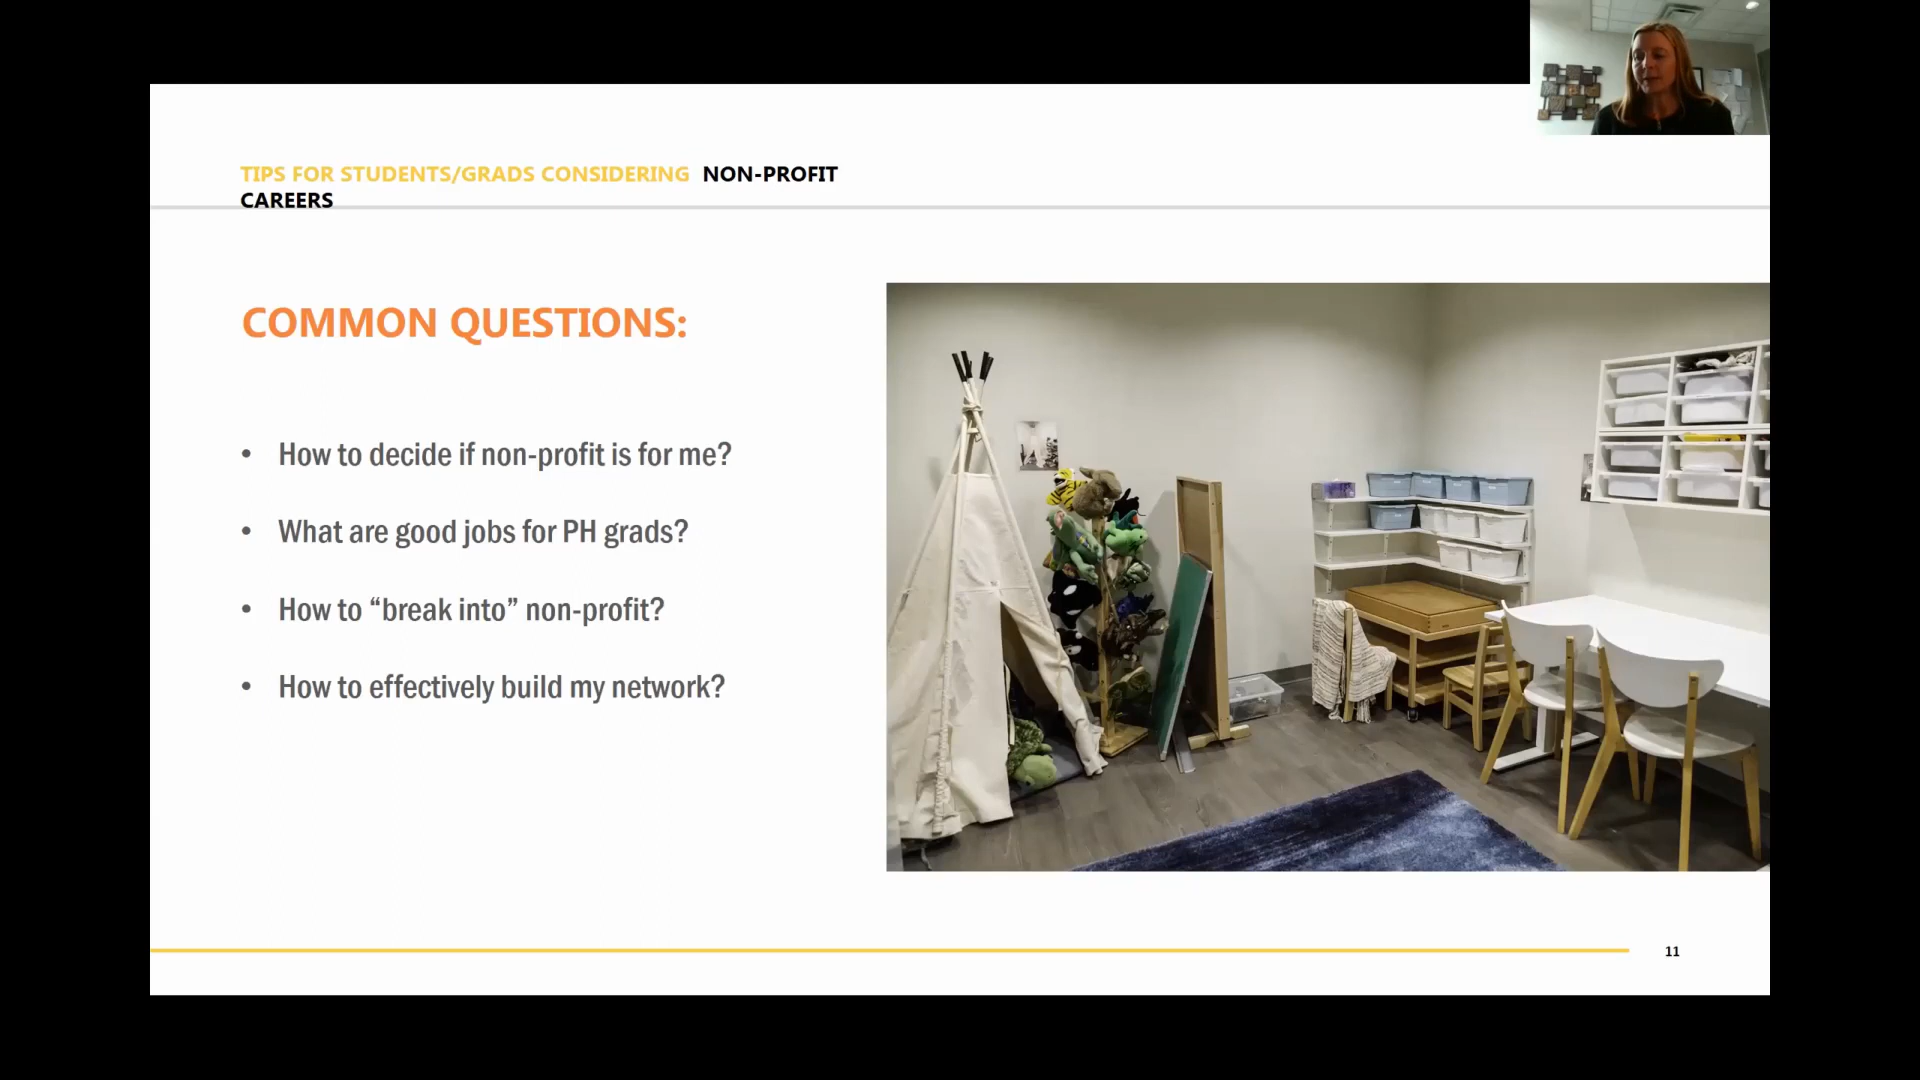 TIPS FOR STUDENTS/GRADS CONSIDERING NON-PROFIT
CAREERS
COMMON QUESTIONS:
• How to decide if non-profit is for me?
• What are good jobs for PH grads?
• How to “break into” non-profit?
• How to effectively build my network?
11